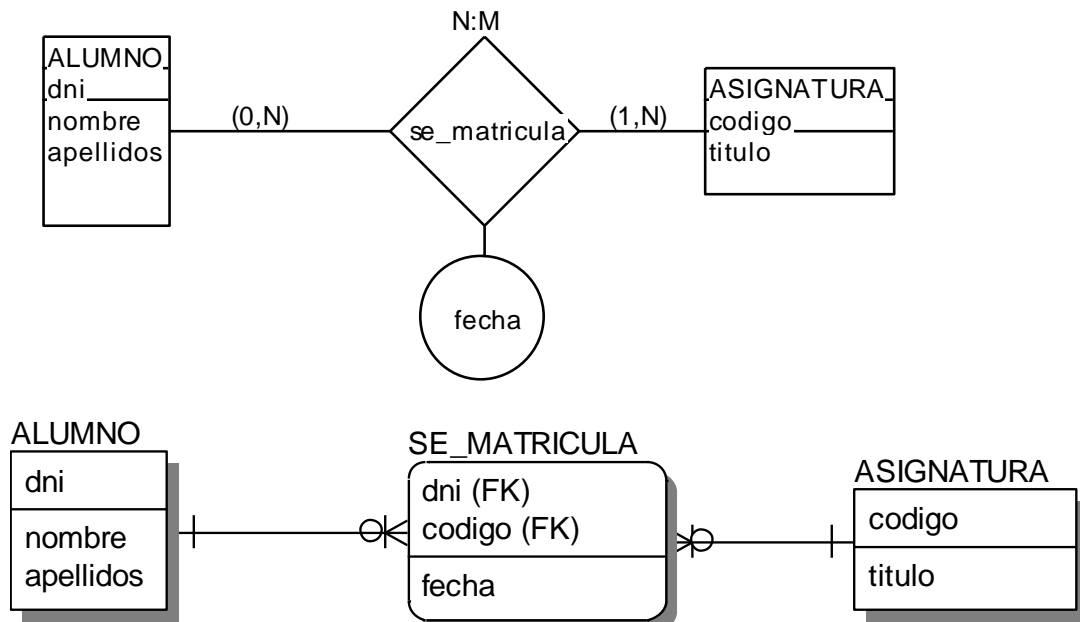 N:M
ALUMNO
dni
nombre
apellidos
(0,N)
se_matricula
(1,N)
ASIGNATURA
codigo
titulo
fecha
ALUMNO
dni
nombre
apellidos
SE_MATRICULA
dni (FK)
codigo (FK)
fecha
ASIGNATURA
codigo
titulo